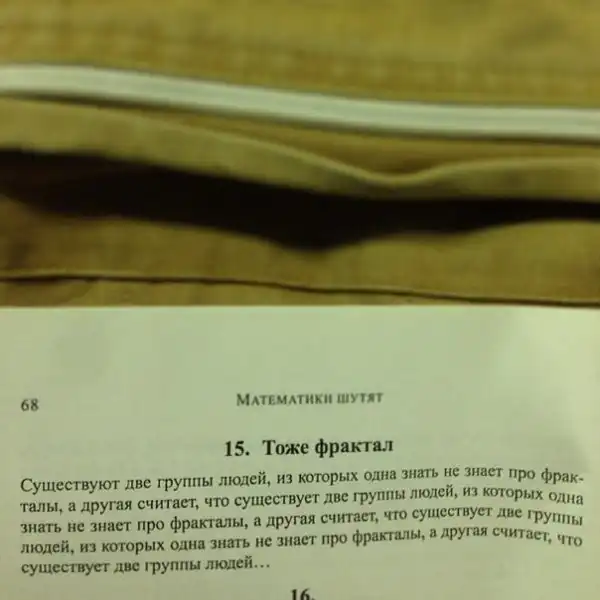 68
МАТЕМАТИКИ ШУТЯТ
15. Тоже фрактал
Существуют две группы людей, из которых одна знать не знает про фрак-
талы, а другая считает, что существует две группы людей, из которых одна
знать не знает про фракталы, а другая считает, что существует две группы
людей, из которых одна знать не знает про фракталы, а другая считает, что
существует две группы людей...
16.